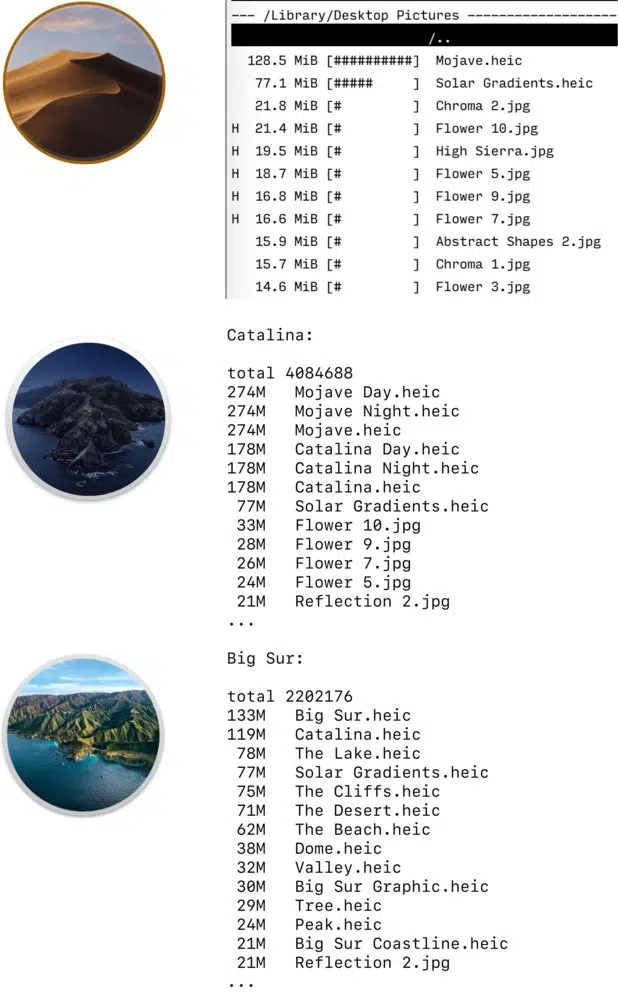 --- /Library/Desktop Pictures -------------------
/..
128.5 MiB [##########] Mojave.heic
77.1 MiB [##### ] Solar Gradients.heic
21.8 MiB [# ] Chroma 2.jpg
H 21.4 MiB [# ] Flower 10.jpg
H 19.5 MiB [# ] High Sierra.jpg
H 18.7 MiB [# ] Flower 5.jpg
H 16.8 MiB [# ] Flower 9.jpg
H 16.6 MiB [# ] Flower 7.jpg
15.9 MiB [# ] Abstract Shapes 2.jpg
15.7 MiB [# ] Chroma 1.jpg
14.6 MiB [# ] Flower 3.jpg
Catalina:
total 4084688
274M Mojave Day.heic
274M Mojave Night.heic
274M Mojave.heic
178M Catalina Day.heic
178M Catalina Night.heic
178M Catalina.heic
77M Solar Gradients.heic
33M Flower 10.jpg
28M Flower 9.jpg
26M Flower 7.jpg
24M Flower 5.jpg
21M Reflection 2.jpg
...
Big Sur:
total 2202176
133M Big Sur.heic
119M Catalina.heic
78M The Lake.heic
77M Solar Gradients.heic
75M The Cliffs.heic
71M The Desert.heic
62M The Beach.heic
38M Dome.heic
32M Valley.heic
30M Big Sur Graphic.heic
29M Tree.heic
24M Peak.heic
21M Big Sur Coastline.heic
21M Reflection 2.jpg
...